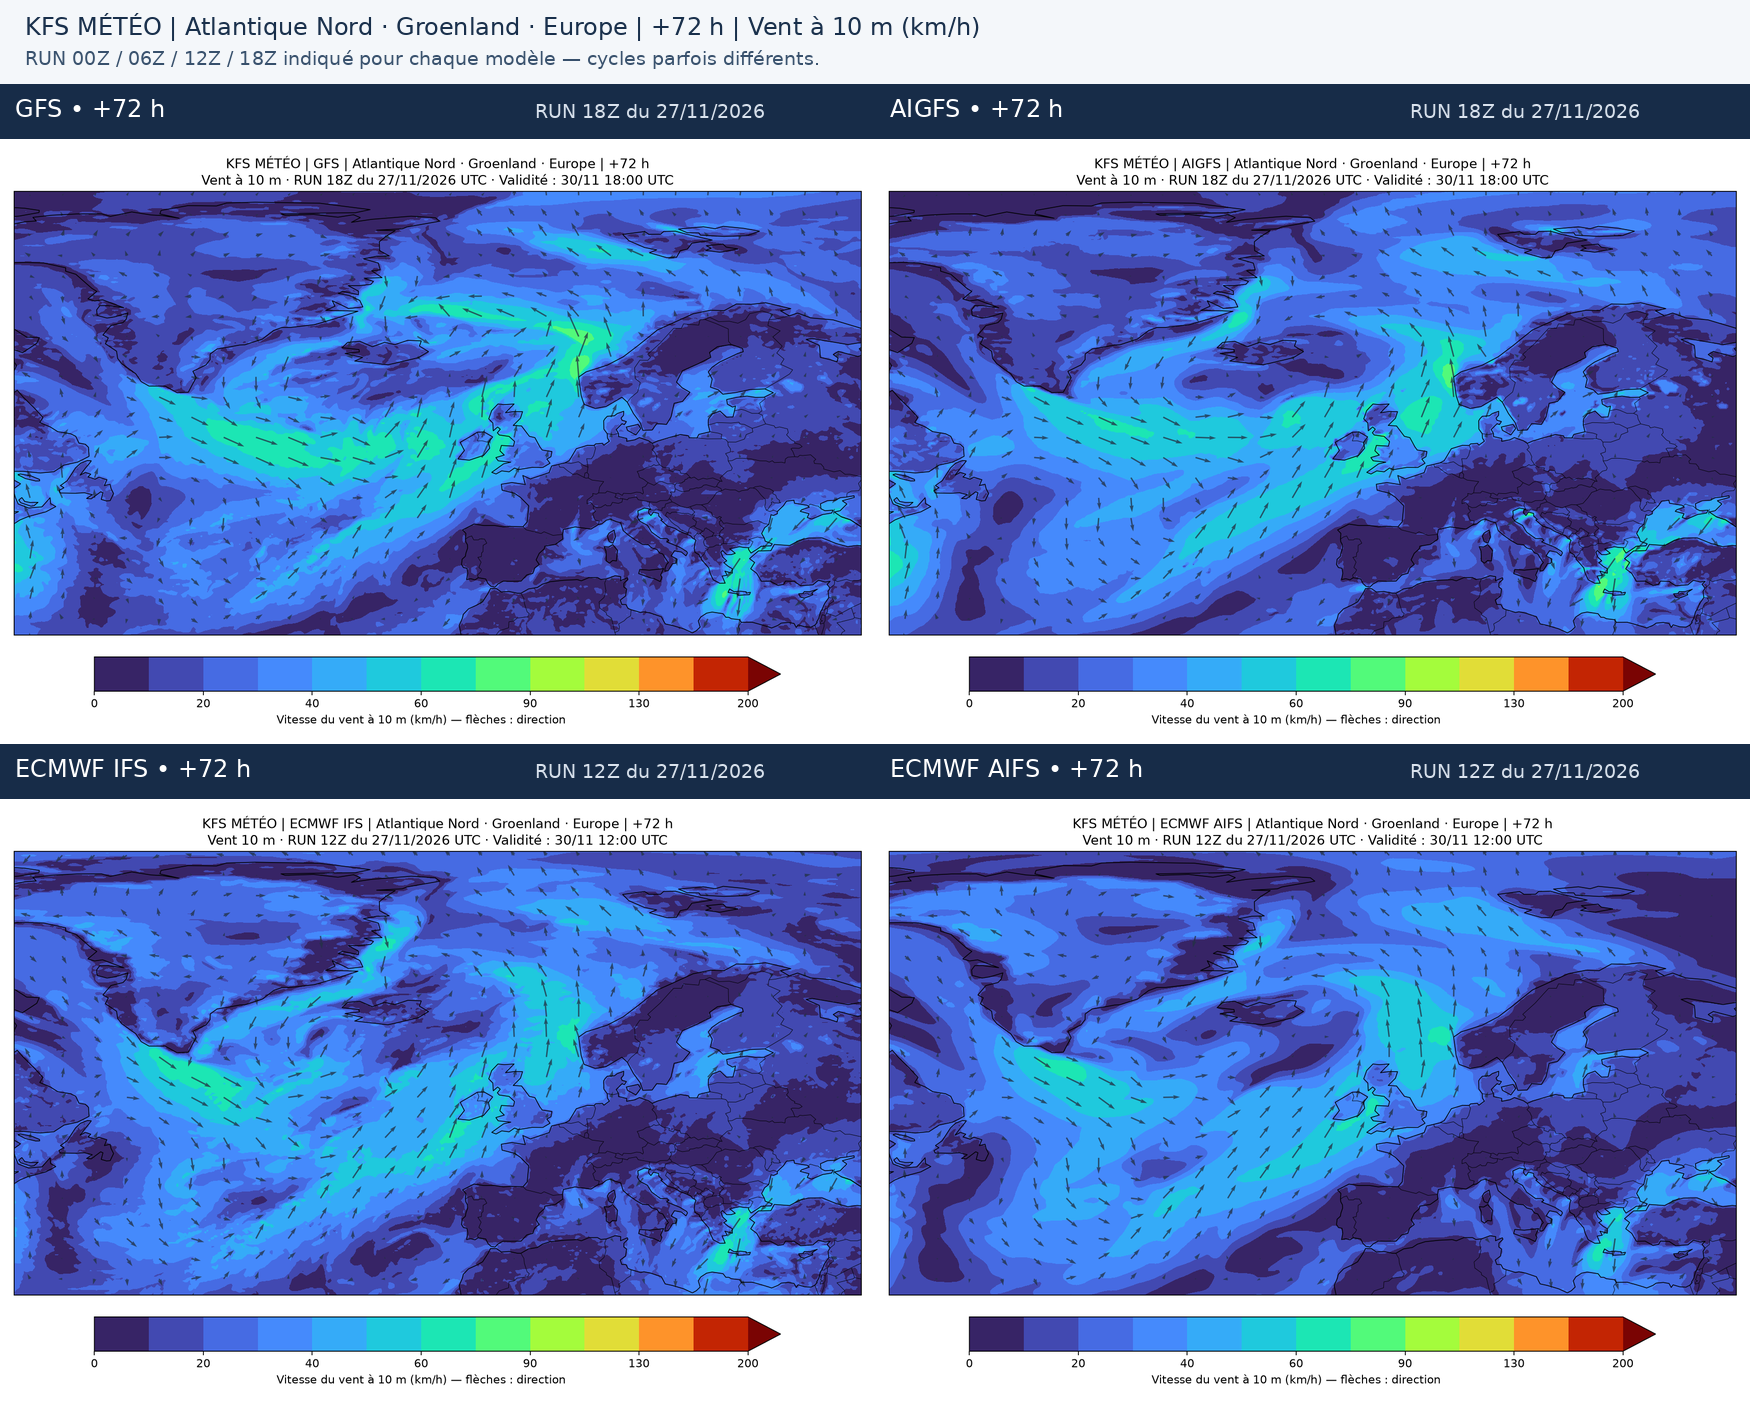 KFS MÉTÉO | Atlantique Nord · Groenland · Europe | +72 h | Vent à 10 m (km/h)
RUN 00Z / 06Z / 12Z / 18Z indiqué pour chaque modèle — cycles parfois différents.
GFS • +72 h
RUN 18Z du 27/11/2026
KFS MÉTÉO | GFS | Atlantique Nord · Groenland · Europe | +72 h
Vent à 10 m · RUN 18Z du 27/11/2026 UTC · Validité : 30/11 18:00 UTC
0 20 40 60 90 130 200
Vitesse du vent à 10 m (km/h) — flèches : direction
AIGFS • +72 h
RUN 18Z du 27/11/2026
KFS MÉTÉO | AIGFS | Atlantique Nord · Groenland · Europe | +72 h
Vent à 10 m · RUN 18Z du 27/11/2026 UTC · Validité : 30/11 18:00 UTC
0 20 40 60 90 130 200
Vitesse du vent à 10 m (km/h) — flèches : direction
ECMWF IFS • +72 h
RUN 12Z du 27/11/2026
KFS MÉTÉO | ECMWF IFS | Atlantique Nord · Groenland · Europe | +72 h
Vent 10 m · RUN 12Z du 27/11/2026 UTC · Validité : 30/11 12:00 UTC
0 20 40 60 90 130 200
Vitesse du vent à 10 m (km/h) — flèches : direction
ECMWF AIFS • +72 h
RUN 12Z du 27/11/2026
KFS MÉTÉO | ECMWF AIFS | Atlantique Nord · Groenland · Europe | +72 h
Vent 10 m · RUN 12Z du 27/11/2026 UTC · Validité : 30/11 12:00 UTC
0 20 40 60 90 130 200
Vitesse du vent à 10 m (km/h) — flèches : direction